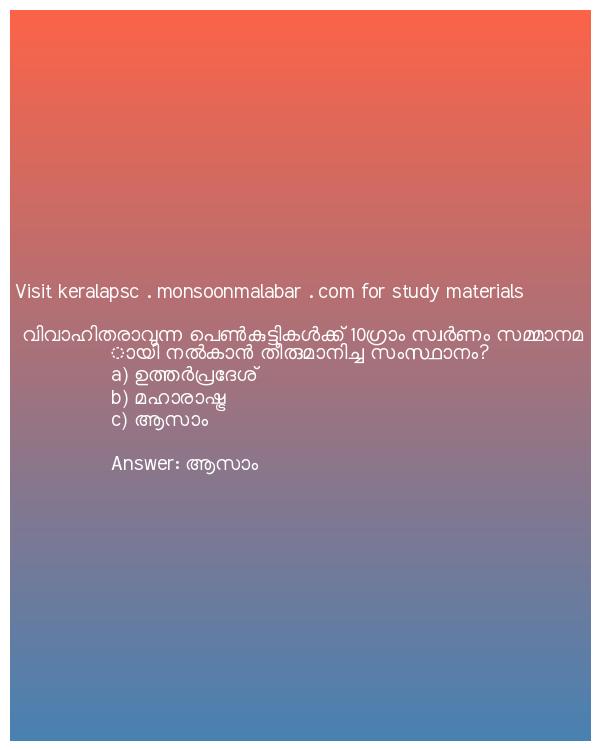 Visit keralapsc . monsoonmalabar . com for study materials
വിവാഹിതരാവുന്ന പെൺകുട്ടികൾക്ക് 10ഗ്രാം സ്വർണം സമ്മാനമ
ായി നൽകാൻ തീരുമാനിച്ച സംസ്ഥാനം?
a) ഉത്തർപ്രദേശ്
b) മഹാരാഷ്ട്ര
c) ആസാം
Answer: ആസാം